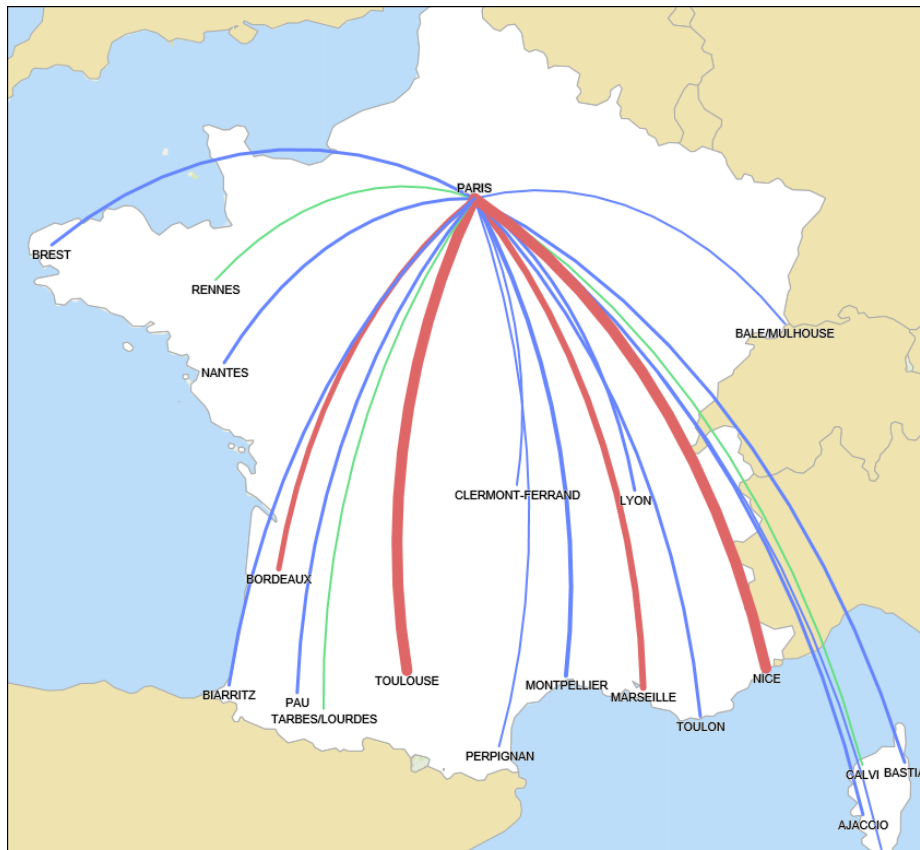 PARIS
BREST
RENNES
BALE/MULHOUSE
NANTES
CLERMONT-FERRAND
LYON
BORDEAUX
TOULOUSE
NICE
MONTPELLIER
BIARRITZ
MARSEILLE
PAU
TARBES/LOURDES
TOULON
PERPIGNAN
CALVI
BASTIA
AJACCIO